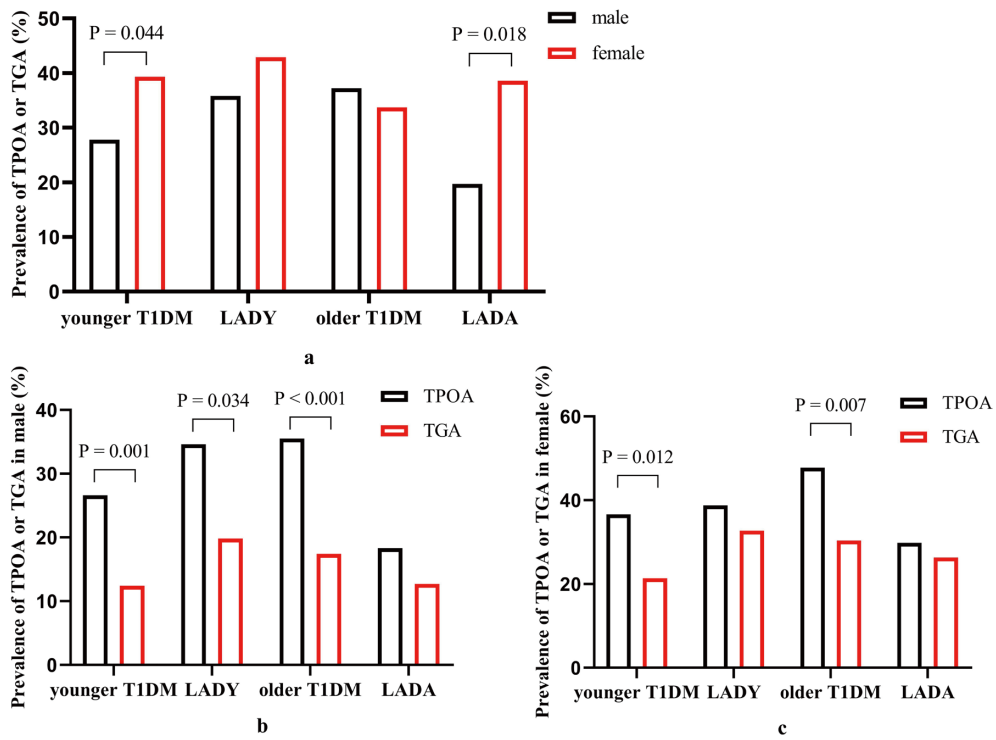 Prevalence of TPOA or TGA (%)
50
40
30
20
10
0
P = 0.044
P = 0.018
male
female
younger T1DM
LADY
older T1DM
LADA
a
Prevalence of TPOA or TGA in male (%)
40
30
20
10
0
P = 0.001
P = 0.034
P < 0.001
TPOA
TGA
younger T1DM
LADY
older T1DM
LADA
b
Prevalence of TPOA or TGA in female (%)
60
40
20
0
P = 0.012
P = 0.007
TPOA
TGA
younger T1DM
LADY
older T1DM
LADA
c